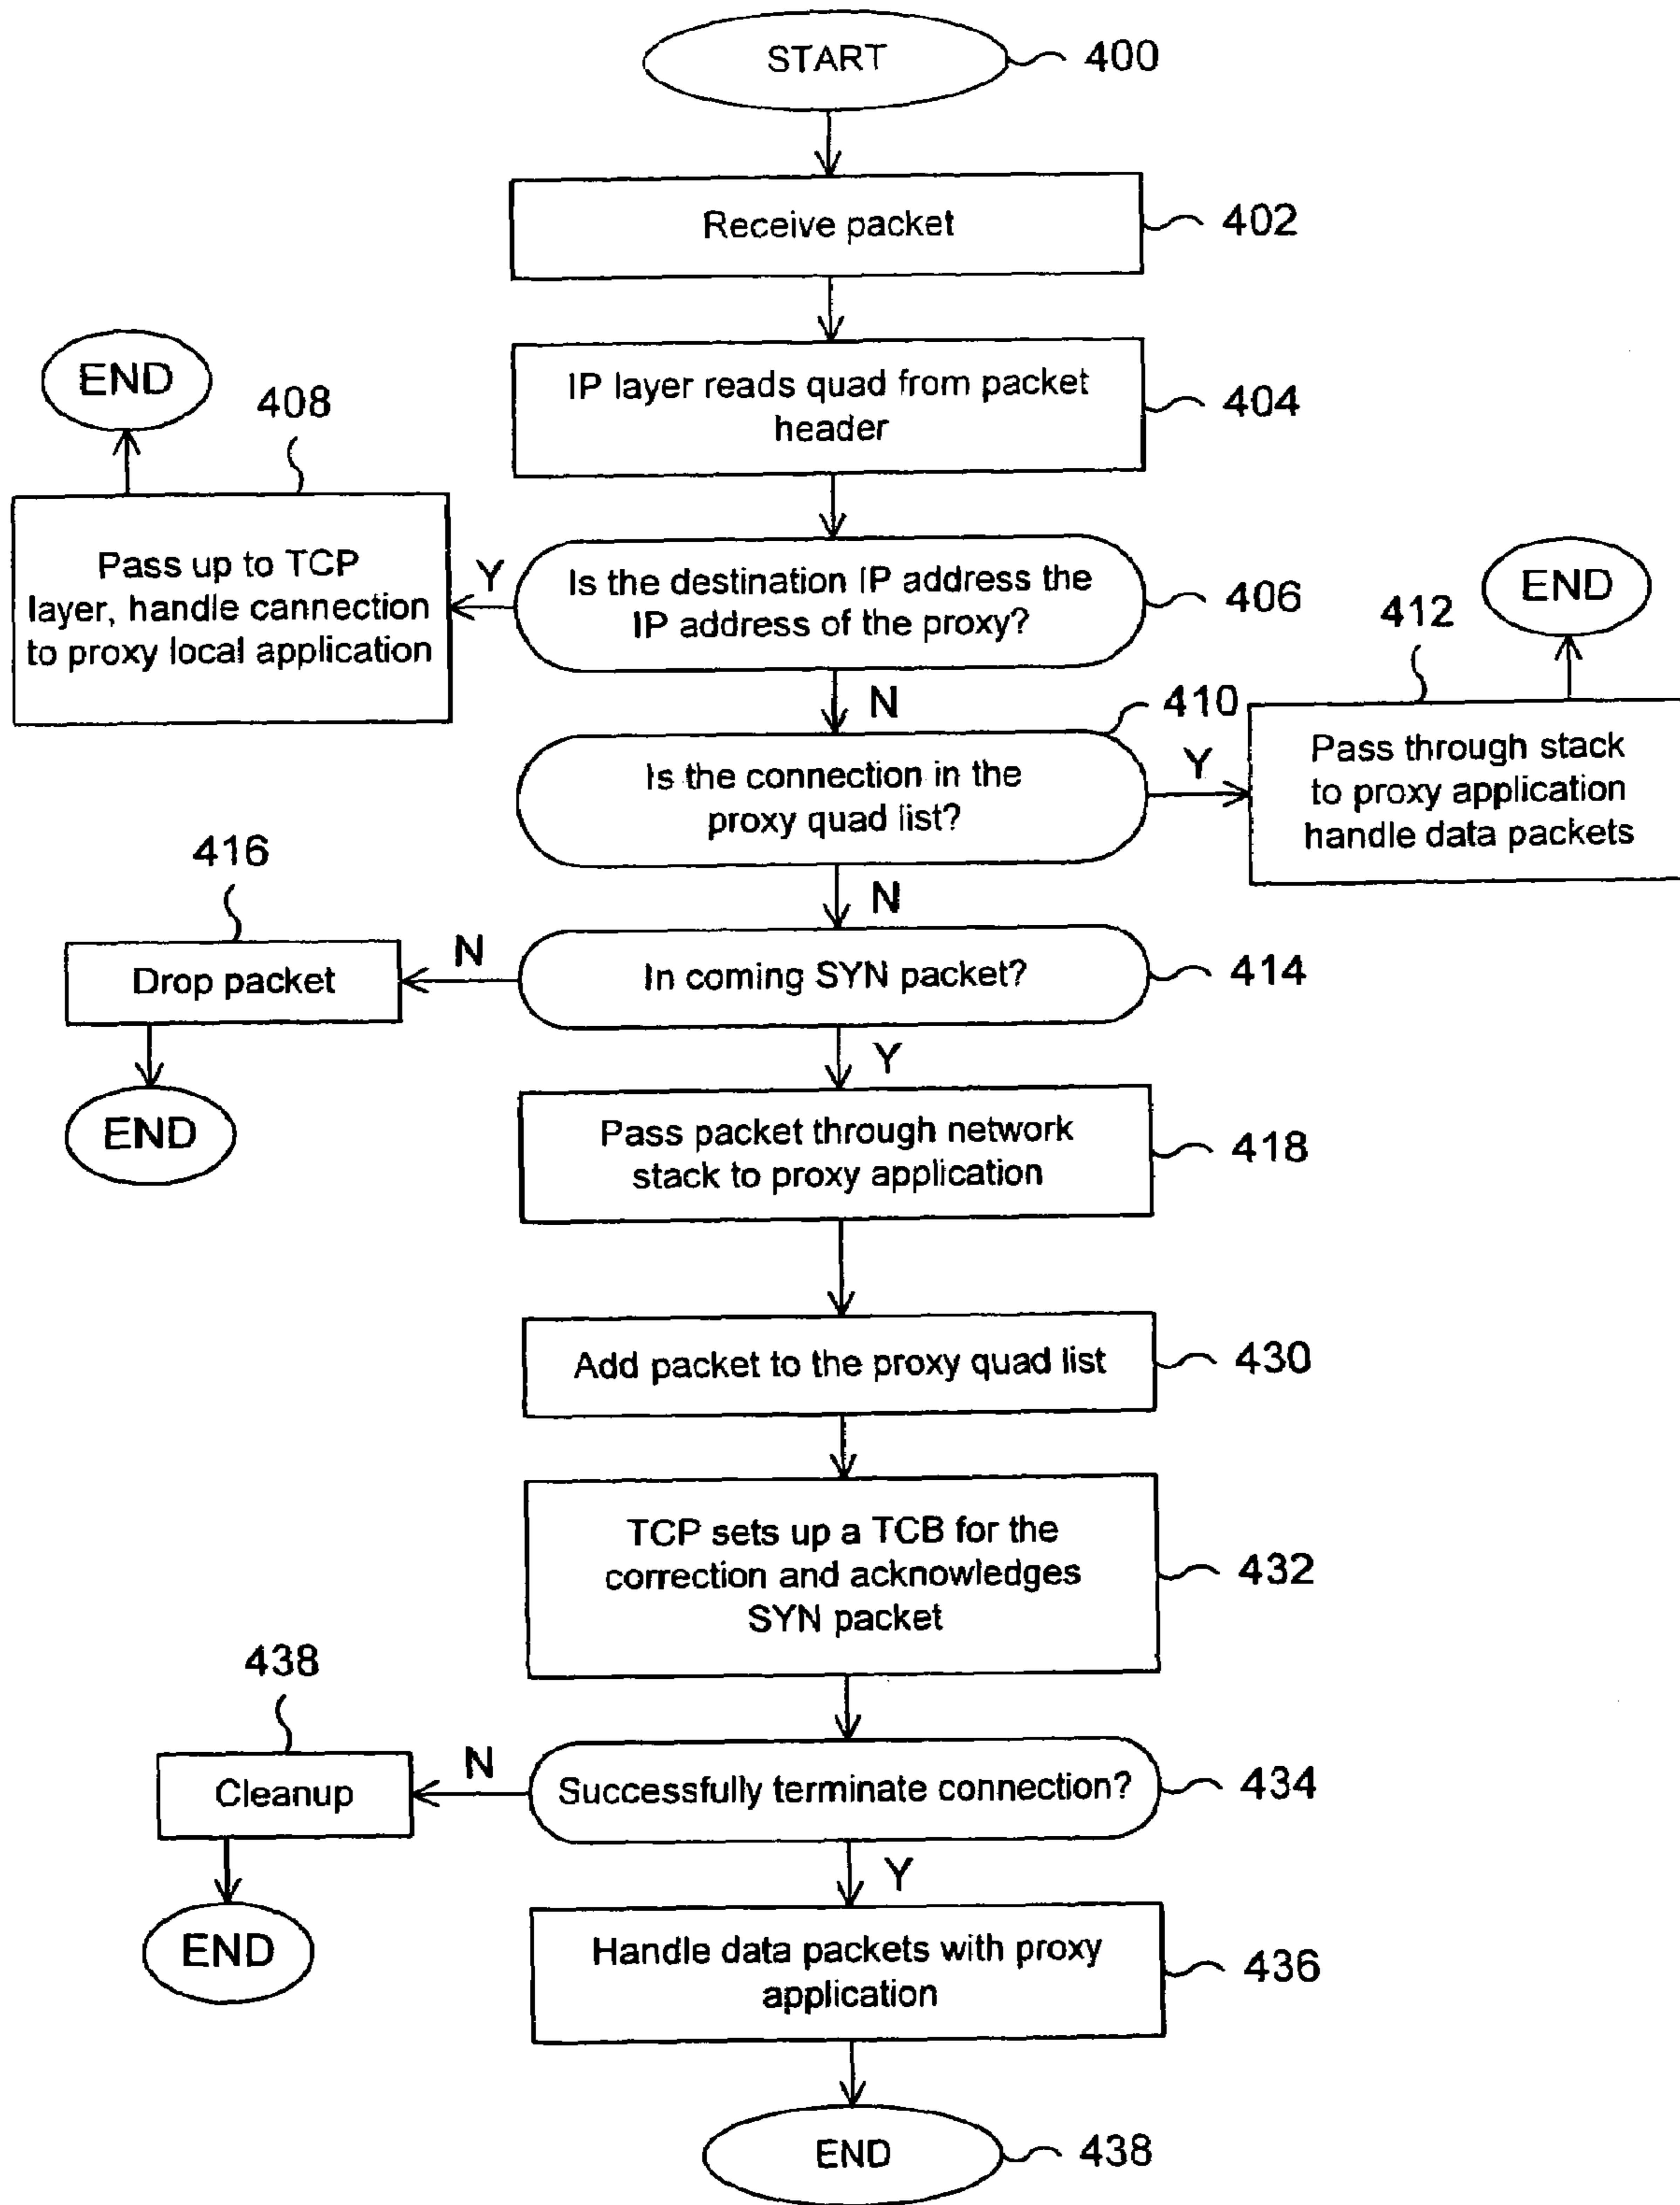 START
400
Receive packet
402
IP layer reads quad from packet
header
404
END
408
Pass up to TCP
layer, handle cannection
to proxy local application
Y
Is the destination IP address the
IP address of the proxy?
406
END
412
N
410
Is the connection in the
proxy quad list?
Y
Pass through stack
to proxy application
handle data packets
416
N
Drop packet
N
In coming SYN packet?
414
END
Y
Pass packet through network
stack to proxy application
418
Add packet to the proxy quad list
430
TCP sets up a TCB for the
correction and acknowledges
SYN packet
432
438
Cleanup
N
Successfully terminate connection?
434
END
Y
Handle data packets with proxy
application
436
END
438